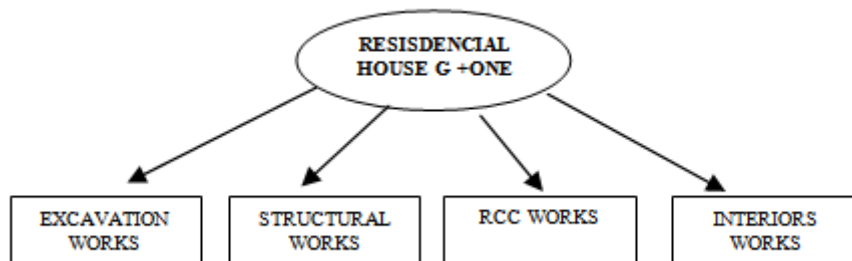 RESISDENCIAL
HOUSE G +ONE
EXCAVATION
WORKS
STRUCTURAL
WORKS
RCC WORKS
INTERIORS
WORKS